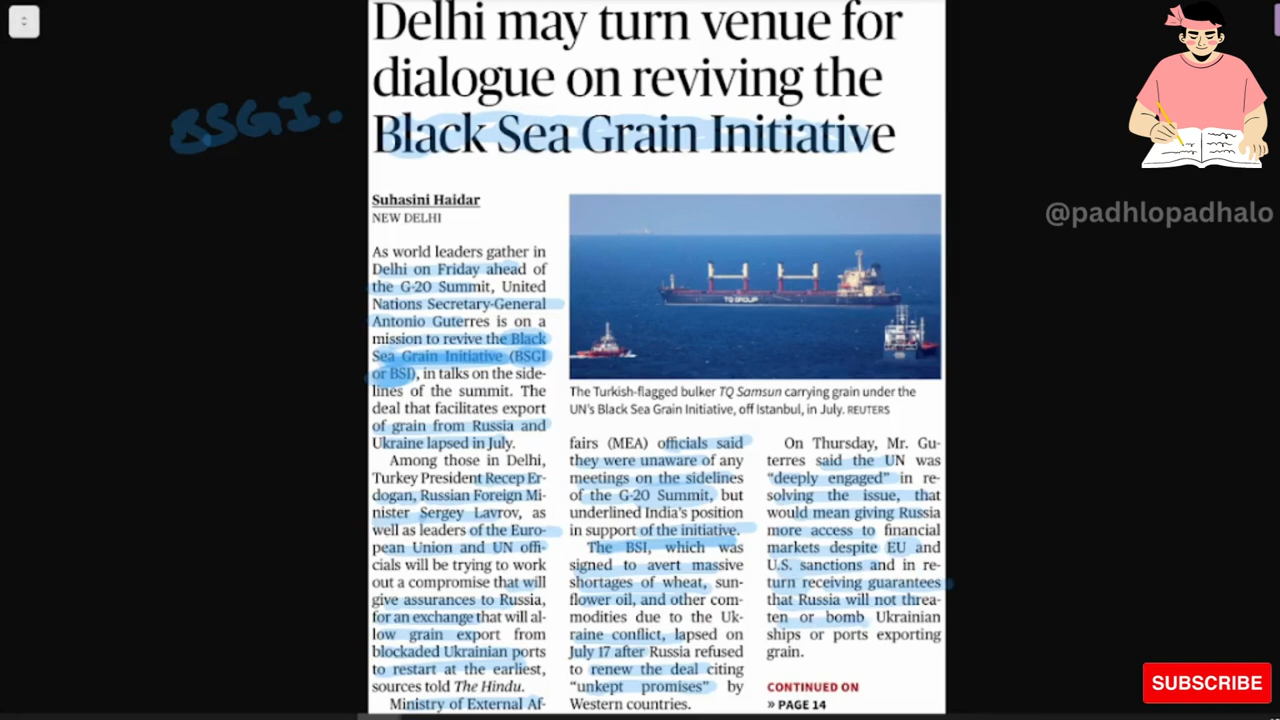 Delhi may turn venue for
dialogue on reviving the
Black Sea Grain Initiative
BSGI.
@padhlopadhalo
Suhasini Haidar
NEW DELHI
As world leaders gather in
Delhi on Friday ahead of
the G-20 Summit, United
Nations Secretary-General
Antonio Guterres is on a
mission to revive the Black
Sea Grain Initiative (BSGI
or BSI), in talks on the side-
lines of the summit. The
deal that facilitates export
of grain from Russia and
Ukraine lapsed in July.
Among those in Delhi,
Turkey President Recep Er-
dogan, Russian Foreign Mi-
nister Sergey Lavrov, as
well as leaders of the Euro-
pean Union and UN offi-
cials will be trying to work
out a compromise that will
give assurances to Russia,
for an exchange that will al-
low grain export from
blockaded Ukrainian ports
to restart at the earliest,
sources told The Hindu.
Ministry of External Af-
TQ GROUP
The Turkish-flagged bulker TQ Samsun carrying grain under the
UN's Black Sea Grain Initiative, off Istanbul, in July. REUTERS
fairs (MEA) officials said
they were unaware of any
meetings on the sidelines
of the G-20 Summit, but
underlined India's position
in support of the initiative.
The BSI, which was
signed to avert massive
shortages of wheat, sun-
flower oil, and other com-
modities due to the Uk-
raine conflict, lapsed on
July 17 after Russia refused
to renew the deal citing
"unkept promises" by
Western countries.
On Thursday, Mr. Gu-
terres said the UN was
"deeply engaged" in re-
solving the issue, that
would mean giving Russia
more access to financial
markets despite EU and
U.S. sanctions and in re-
turn receiving guarantees
that Russia will not threa-
ten or bomb Ukrainian
ships or ports exporting
grain.
CONTINUED ON
» PAGE 14
SUBSCRIBE